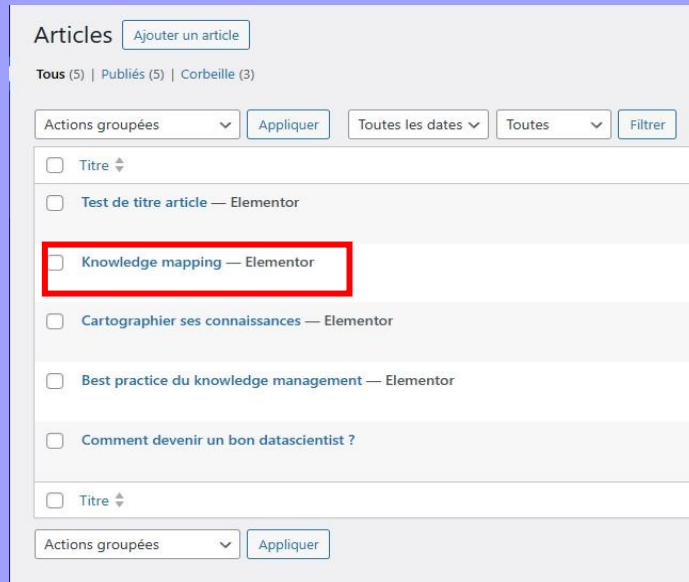 Articles Ajouter un article
Tous (5) | Publiés (5) | Corbeille (3)
Actions groupées Appliquer Toutes les dates Toutes Filtrer
Titre
Test de titre article — Elementor
Knowledge mapping — Elementor
Cartographier ses connaissances — Elementor
Best practice du knowledge management — Elementor
Comment devenir un bon datascientist ?
Titre
Actions groupées Appliquer